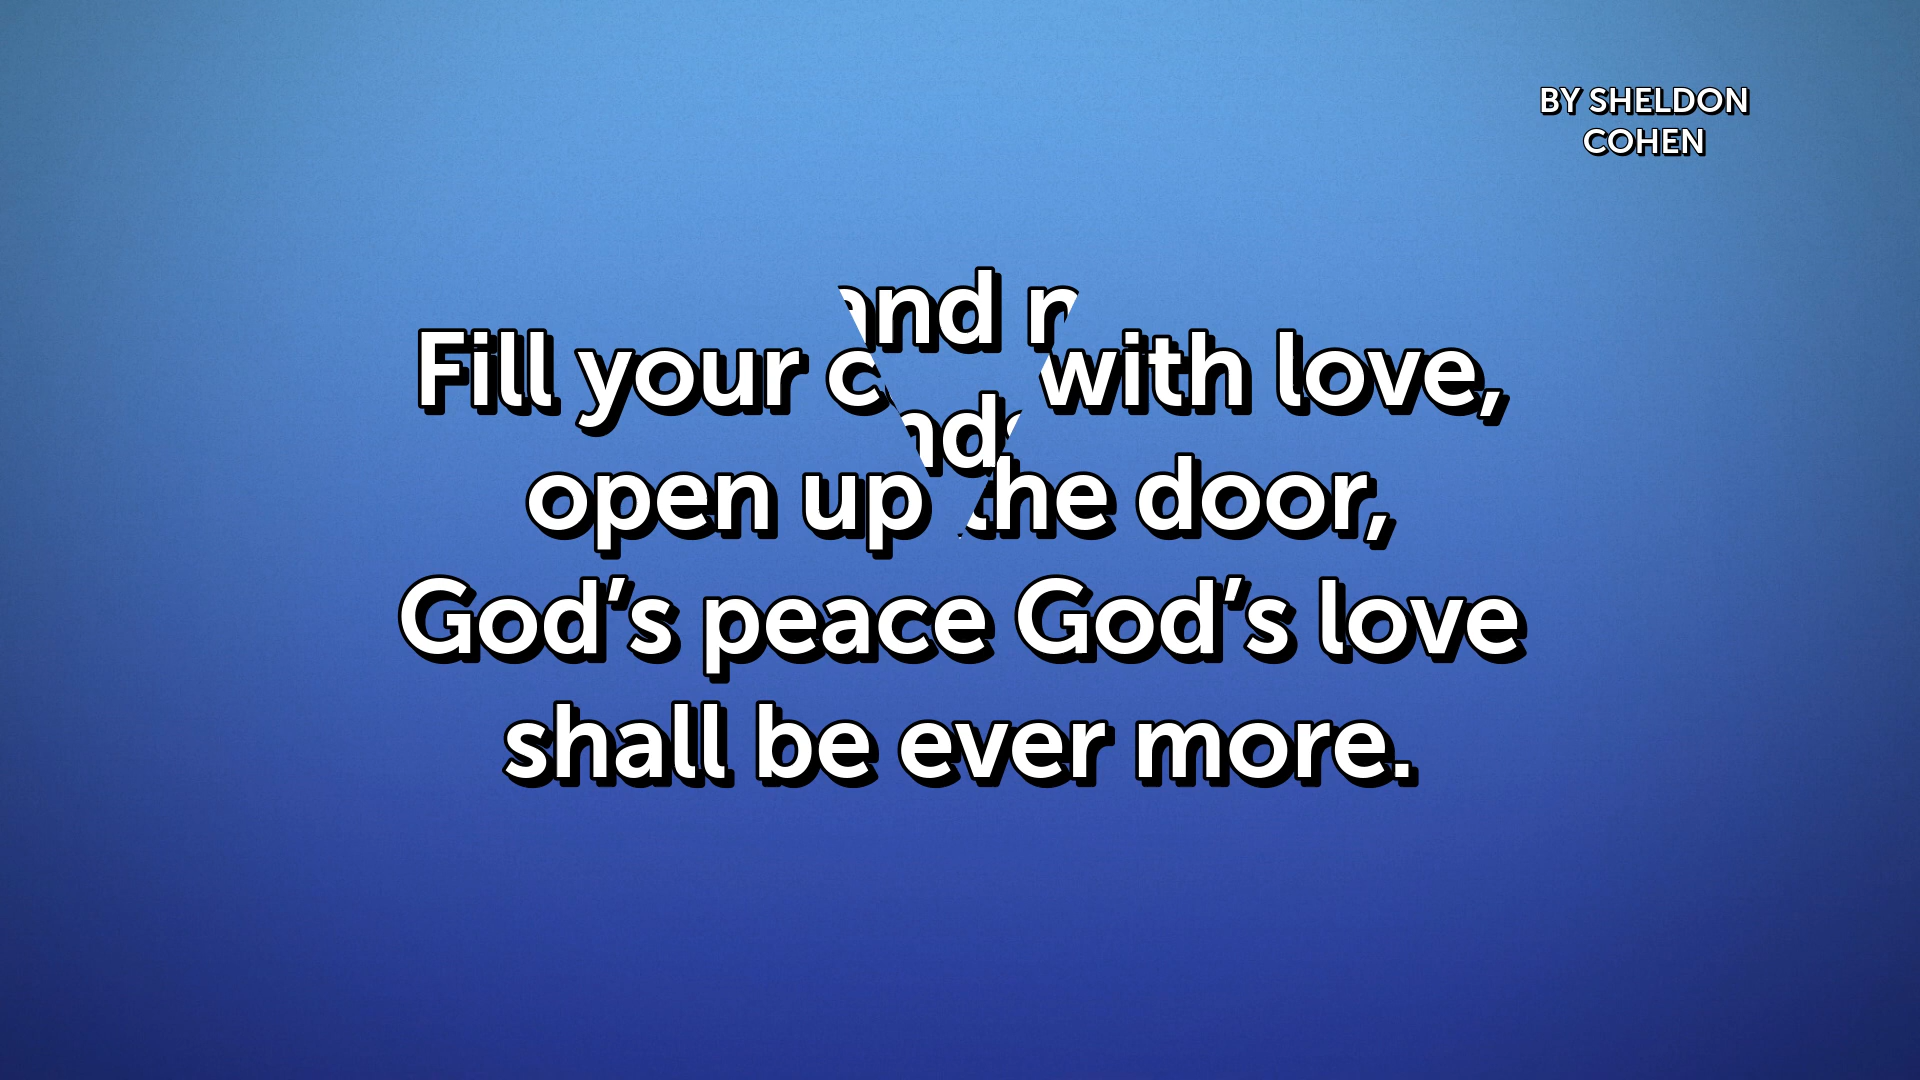 BY SHELDON
COHEN
and
Fill your with love,
open up the door,
God's peace God's love
shall be ever more.